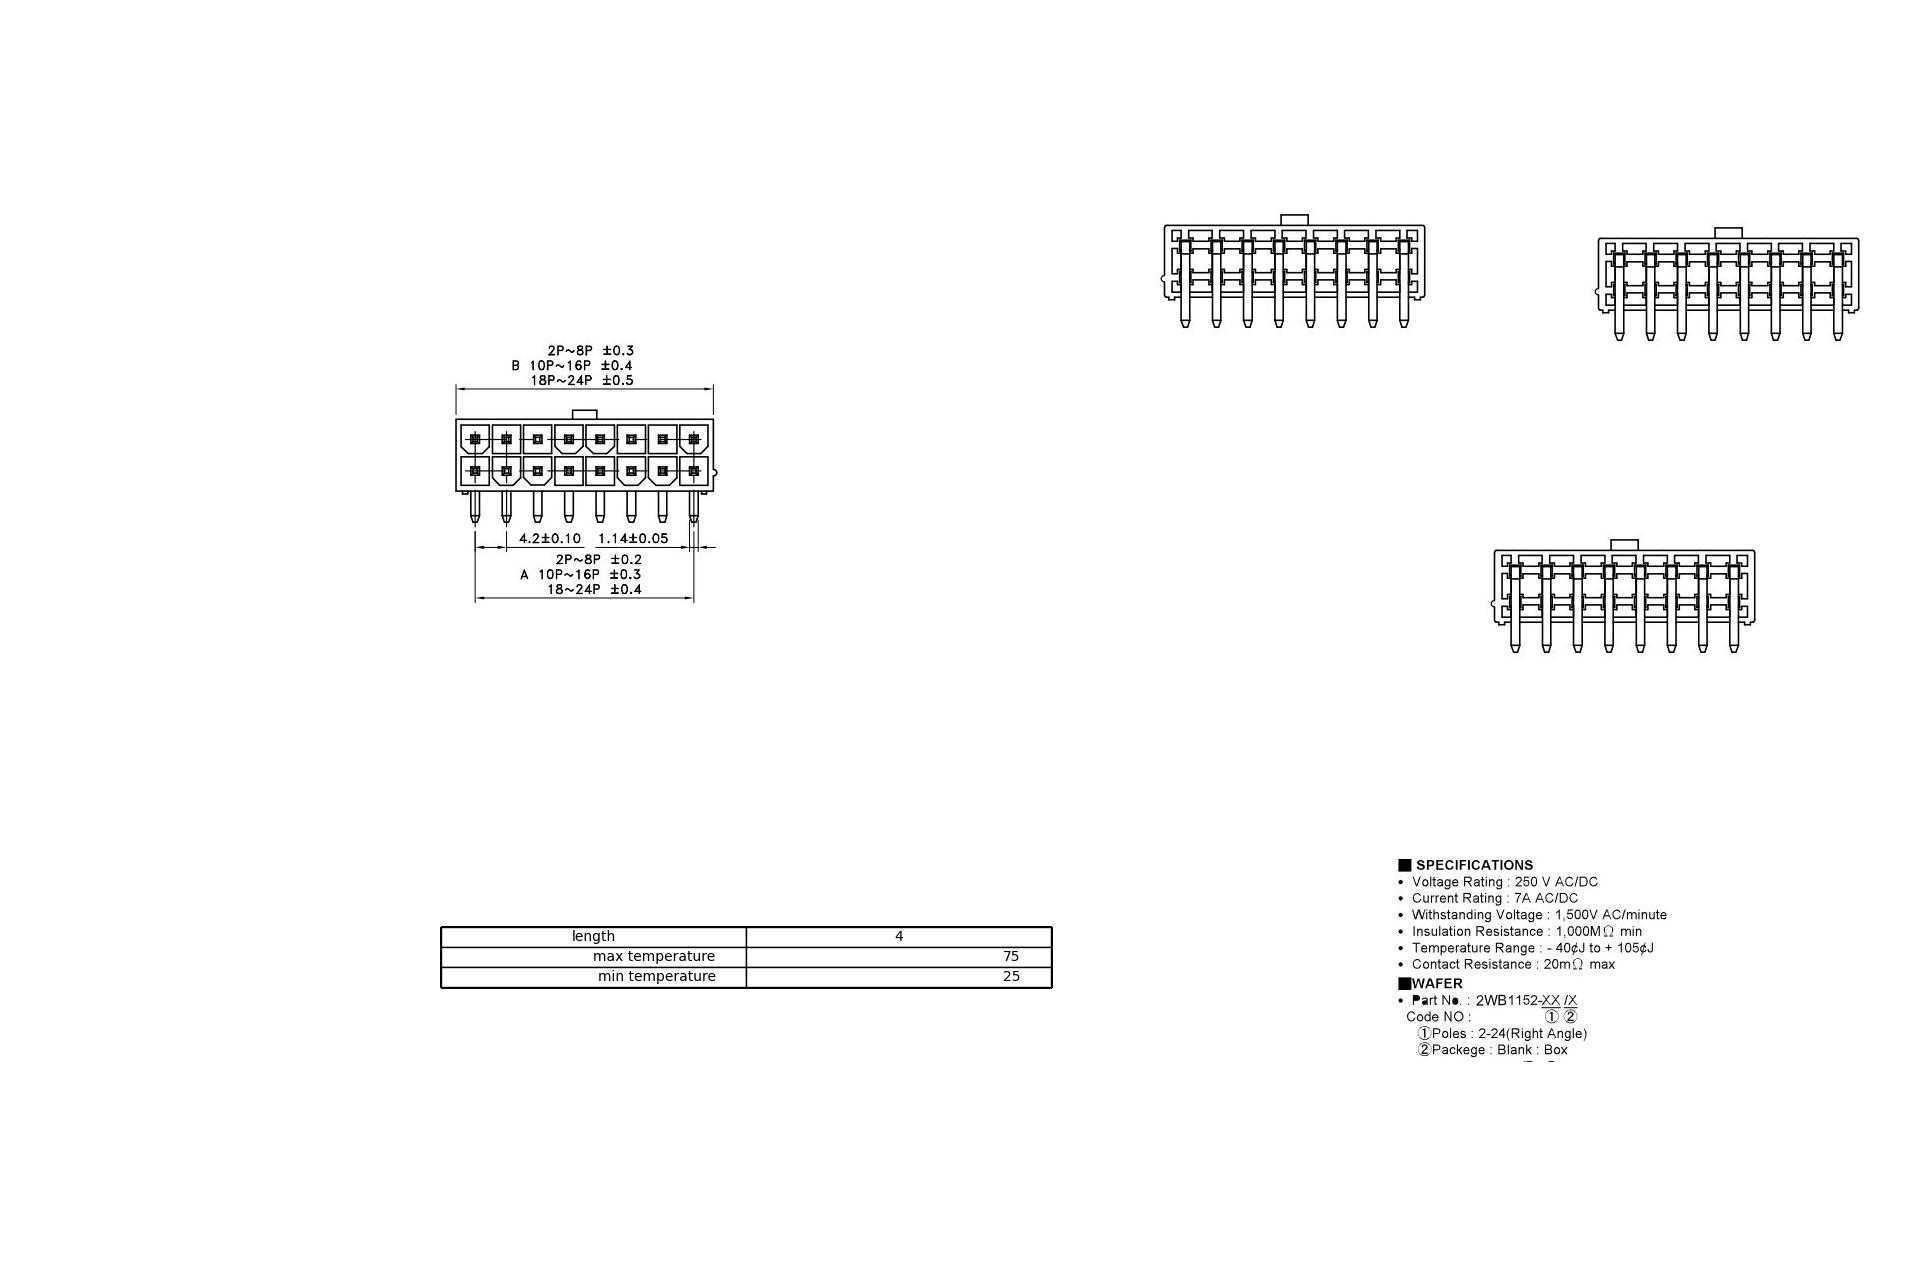 2P~8P ±0.3
B 10P~16P ±0.4
18P~24P ±0.5
4.2±0.10 1.14±0.05
2P~8P ±0.2
A 10P~16P ±0.3
18~24P ±0.4
length 4
max temperature 75
min temperature 25
■ SPECIFICATIONS
• Voltage Rating : 250 V AC/DC
• Current Rating : 7A AC/DC
• Withstanding Voltage : 1,500V AC/minute
• Insulation Resistance : 1,000MΩ min
• Temperature Range : - 40¢J to + 105¢J
• Contact Resistance : 20mΩ max
■WAFER
• Part No. : 2WB1152-XX /X
Code NO : ① ②
①Poles : 2-24(Right Angle)
②Packege : Blank : Box